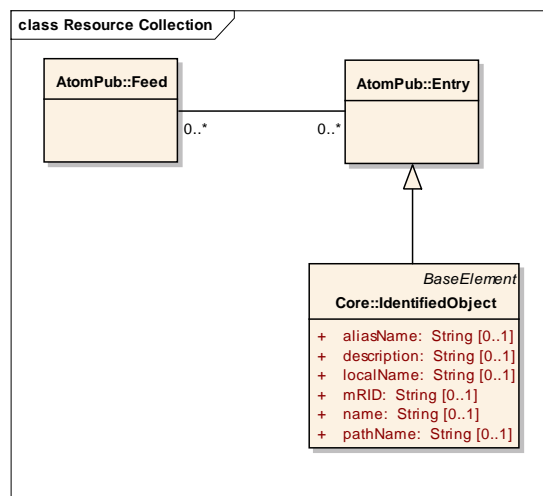 class Resource Collection
AtomPub::Feed
AtomPub::Entry
0..*
0..*
BaseElement
Core::IdentifiedObject
+ aliasName: String [0..1]
+ description: String [0..1]
+ localName: String [0..1]
+ mRID: String [0..1]
+ name: String [0..1]
+ pathName: String [0..1]